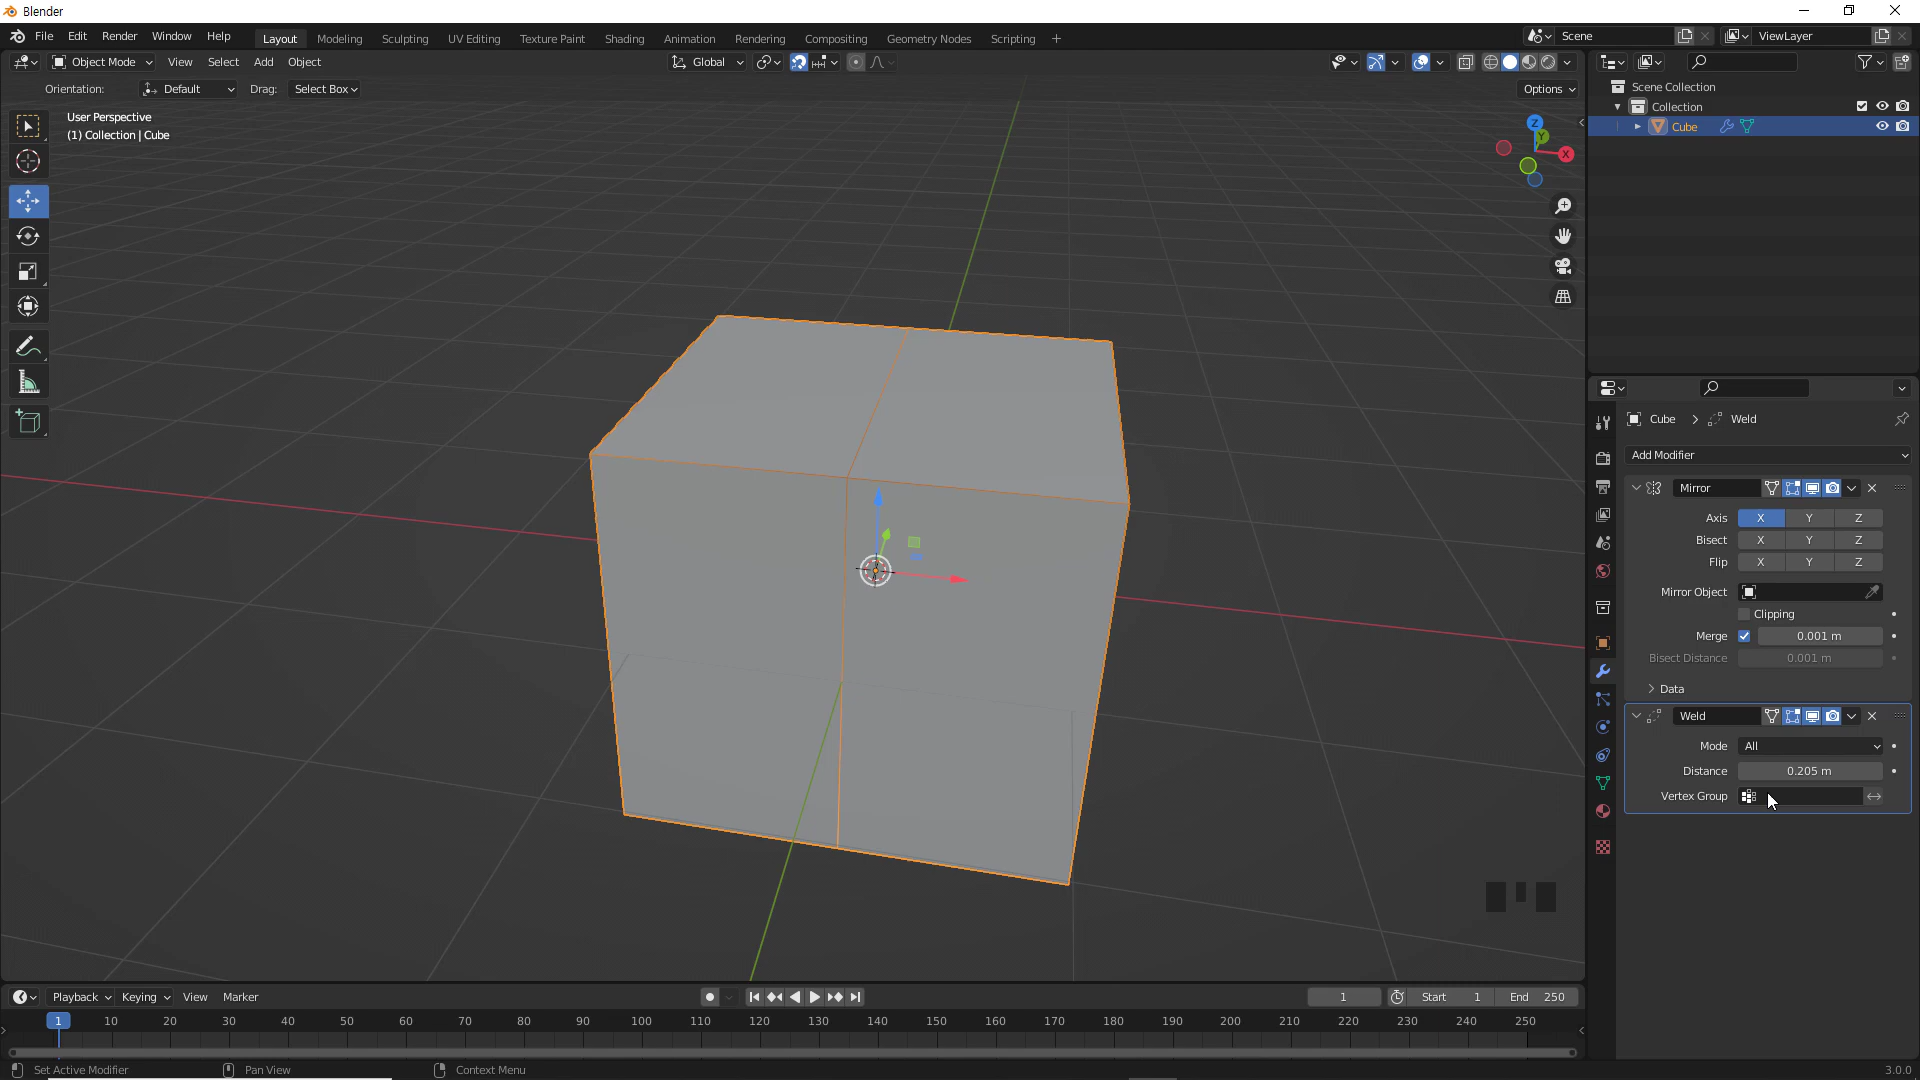 Blender
File Edit Render Window Help Layout Modeling Sculpting UV Editing Texture Paint Shading Animation Rendering Compositing Geometry Nodes Scripting + Scene ViewLayer
Object Mode View Select Add Object Global
Orientation: Default Drag: Select Box Options
User Perspective
(1) Collection | Cube
Z
Y
X
Scene Collection
Collection
Cube
Cube > Weld
Add Modifier
Mirror
Axis X Y Z
Bisect X Y Z
Flip X Y Z
Mirror Object
Clipping
Merge 0.001 m
Bisect Distance 0.001 m
Data
Weld
Mode All
Distance 0.205 m
Vertex Group
Playback Keying View Marker 1 Start 1 End 250
1 10 20 30 40 50 60 70 80 90 100 110 120 130 140 150 160 170 180 190 200 210 220 230 240 250
Set Active Modifier Pan View Context Menu 3.0.0